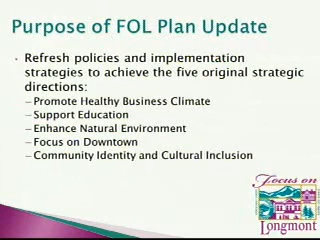 Purpose of FOL Plan Update
• Refresh policies and implementation
strategies to achieve the five original strategic
directions:
– Promote Healthy Business Climate
– Support Education
– Enhance Natural Environment
– Focus on Downtown
– Community Identity and Cultural Inclusion
Focus on
Longmont